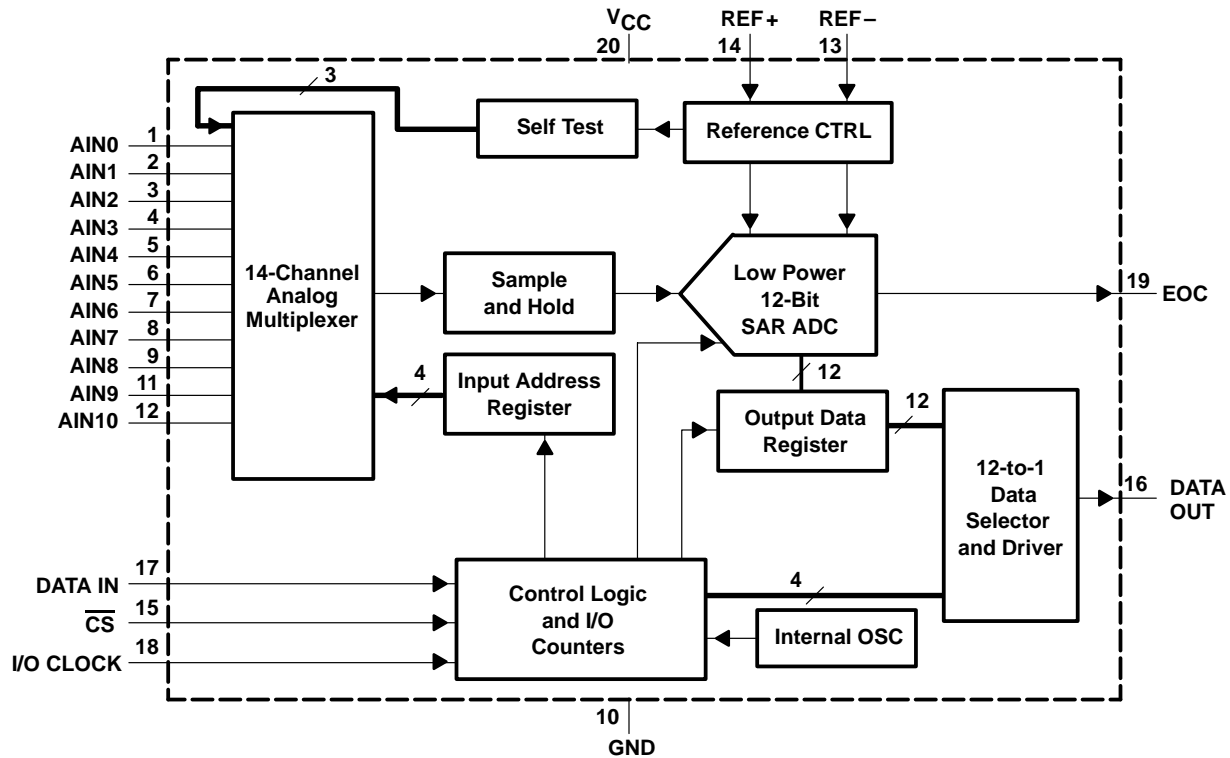 VCC
REF+
REF−
20
14
13
3
Self Test
Reference CTRL
AIN0
1
AIN1
2
AIN2
3
AIN3
4
AIN4
5
AIN5
6
AIN6
7
AIN7
8
AIN8
9
AIN9
11
AIN10
12
14-Channel
Analog
Multiplexer
Sample
and Hold
Low Power
12-Bit
SAR ADC
19
EOC
4
Input Address
Register
12
Output Data
Register
12
12-to-1
Data
Selector
and Driver
16
DATA
OUT
DATA IN
17
CS
15
I/O CLOCK
18
Control Logic
and I/O
Counters
4
Internal OSC
10
GND